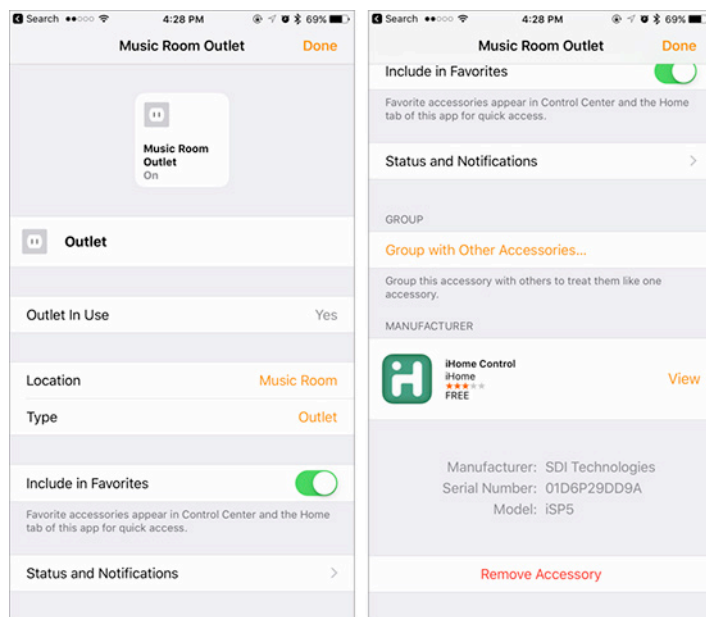 Search 4:28 PM 69%
Music Room Outlet Done
Music Room
Outlet
On
Outlet
Outlet In Use Yes
Location Music Room
Type Outlet
Include in Favorites
Favorite accessories appear in Control Center and the Home
tab of this app for quick access.
Status and Notifications
Search 4:28 PM 69%
Music Room Outlet Done
Include in Favorites
Favorite accessories appear in Control Center and the Home
tab of this app for quick access.
Status and Notifications
GROUP
Group with Other Accessories...
Group this accessory with others to treat them like one
accessory.
MANUFACTURER
iHome Control
iHome
FREE
View
Manufacturer: SDI Technologies
Serial Number: 01D6P29DD9A
Model: iSP5
Remove Accessory